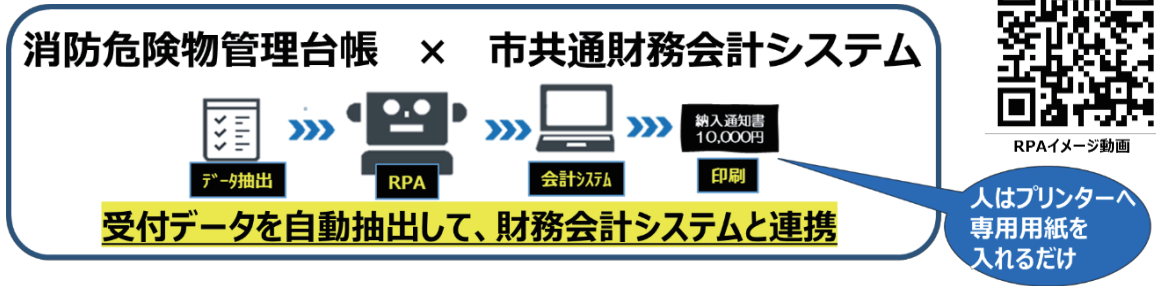 消防危険物管理台帳 × 市共通財務会計システム
納入通知書
10,000円
データ抽出
RPA
会計システム
印刷
受付データを自動抽出して、財務会計システムと連携
RPAイメージ動画
人はプリンターへ
専用用紙を
入れるだけ